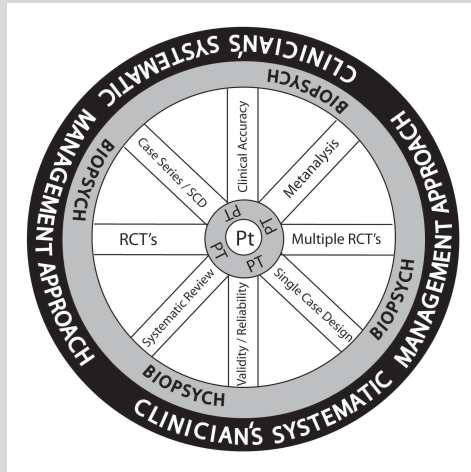 CLINICIAN'S SYSTEMATIC MANAGEMENT APPROACH
CLINICIAN'S SYSTEMATIC MANAGEMENT APPROACH
BIOPSYCH
BIOPSYCH
BIOPSYCH
BIOPSYCH
Clinical Accuracy
Metanalysis
Multiple RCT's
Single Case Design
Validity / Reliability
Systematic Review
RCT's
Case Series / SCD
PT
PT
PT
PT
Pt